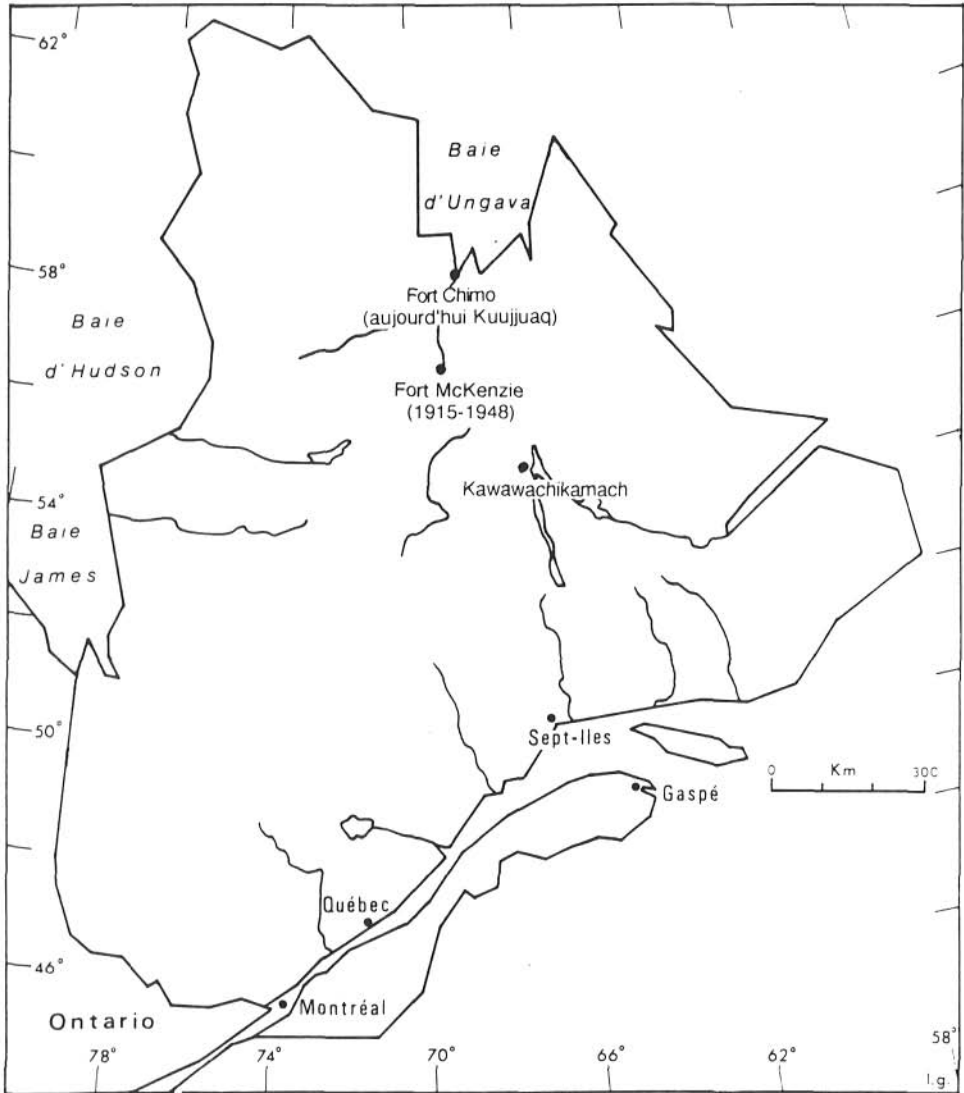 62°
Baie
d'Ungava
58°
Fort Chimo
(aujourd'hui Kuujjuaq)
Baie
d'Hudson
Fort McKenzie
(1915-1948)
Kawawachikamach
54°
Baie
James
50°
Sept-Iles
0 Km 300
Gaspé
Québec
46°
Montréal
Ontario
78° 74° 70° 66° 62° 58°
l.g.